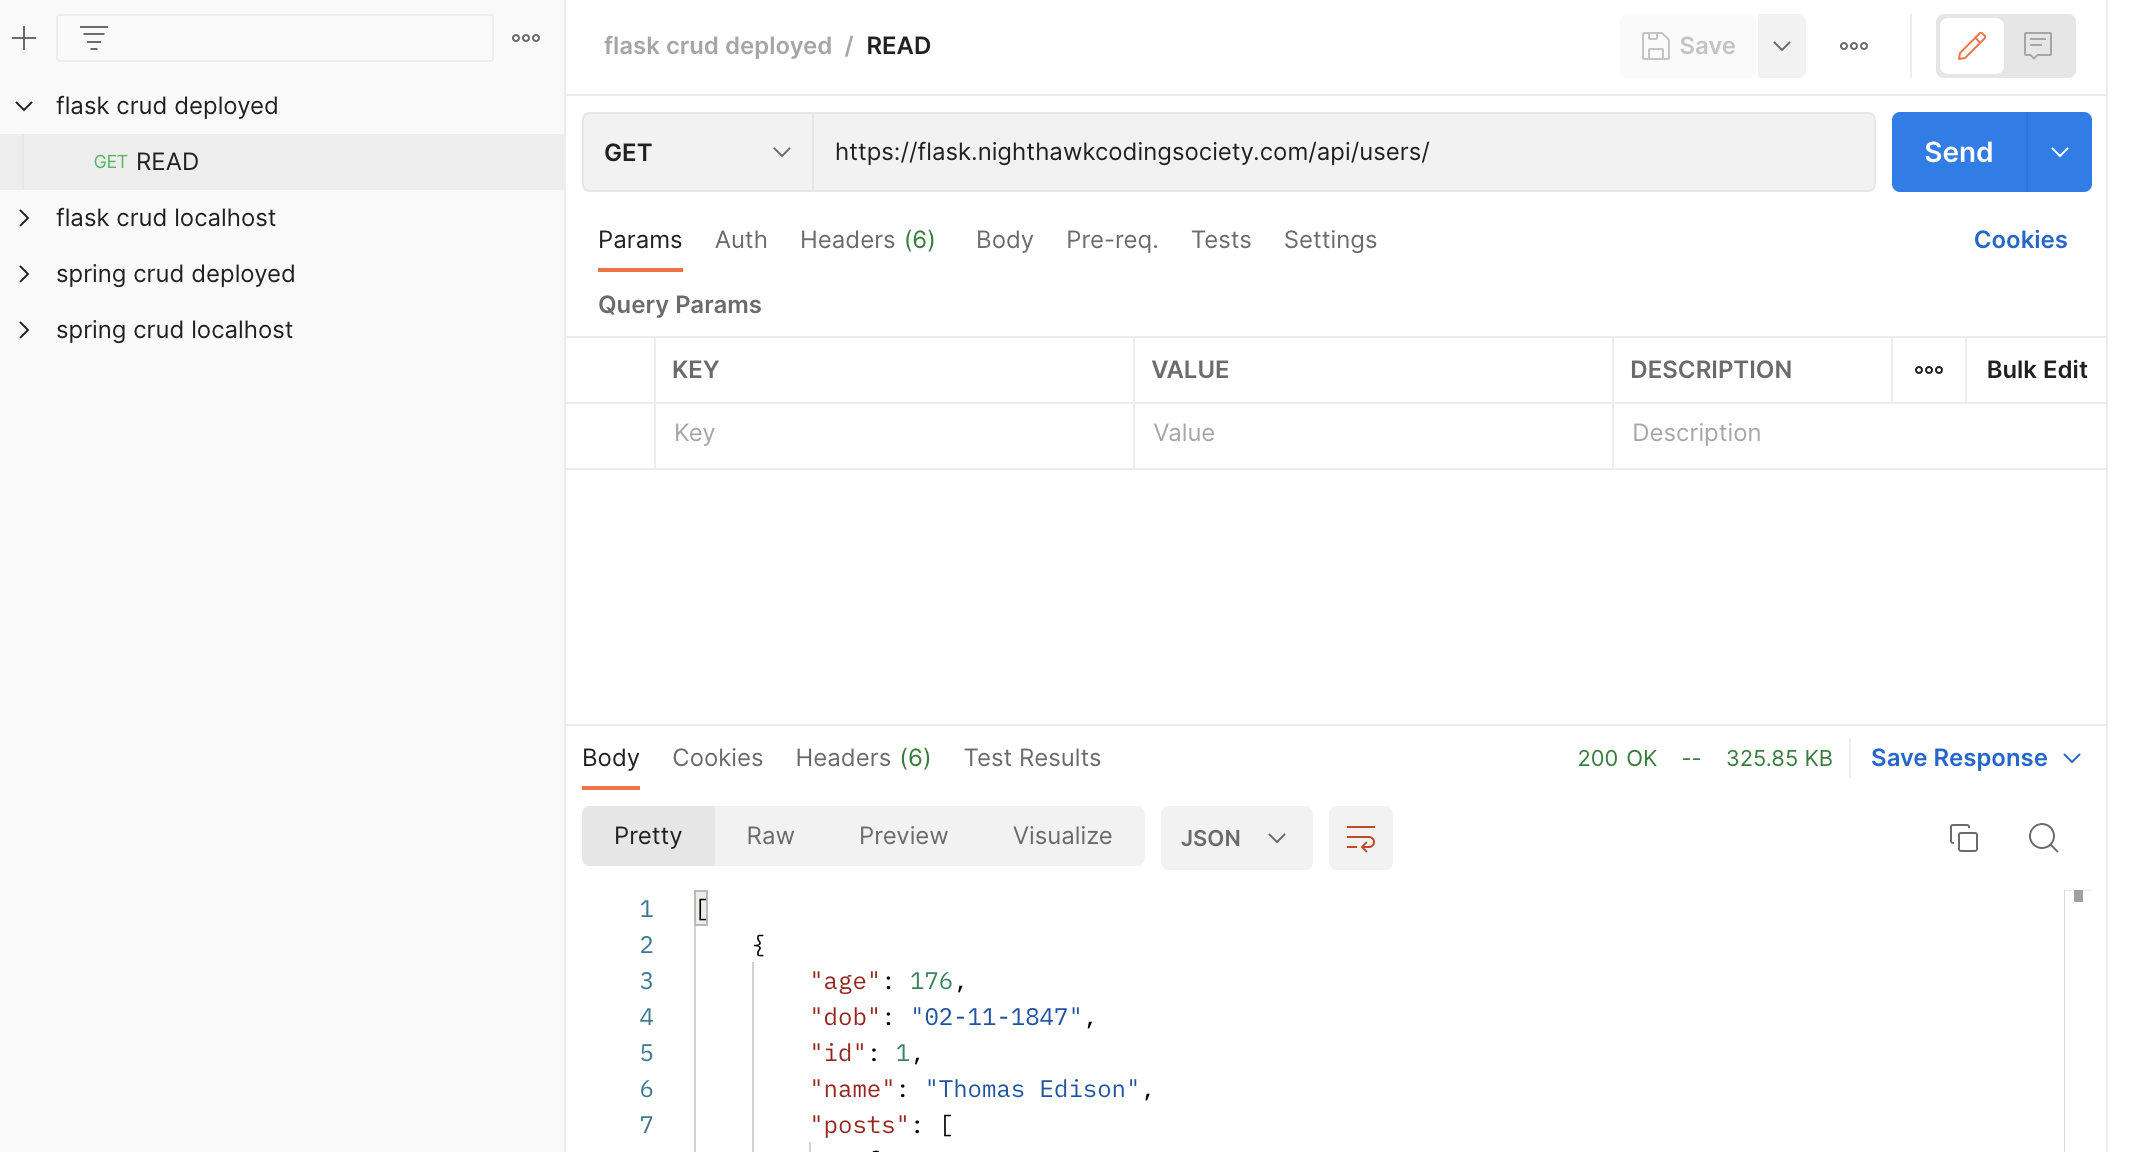 flask crud deployed
GET READ
flask crud localhost
spring crud deployed
spring crud localhost
flask crud deployed / READ
Save
GET
https://flask.nighthawkcodingsociety.com/api/users/
Send
Params Auth Headers (6) Body Pre-req. Tests Settings
Cookies
Query Params
KEY VALUE DESCRIPTION Bulk Edit
Key Value Description
Body Cookies Headers (6) Test Results
200 OK -- 325.85 KB Save Response
Pretty Raw Preview Visualize JSON
1 [
2 {
3 "age": 176,
4 "dob": "02-11-1847",
5 "id": 1,
6 "name": "Thomas Edison",
7 "posts": [